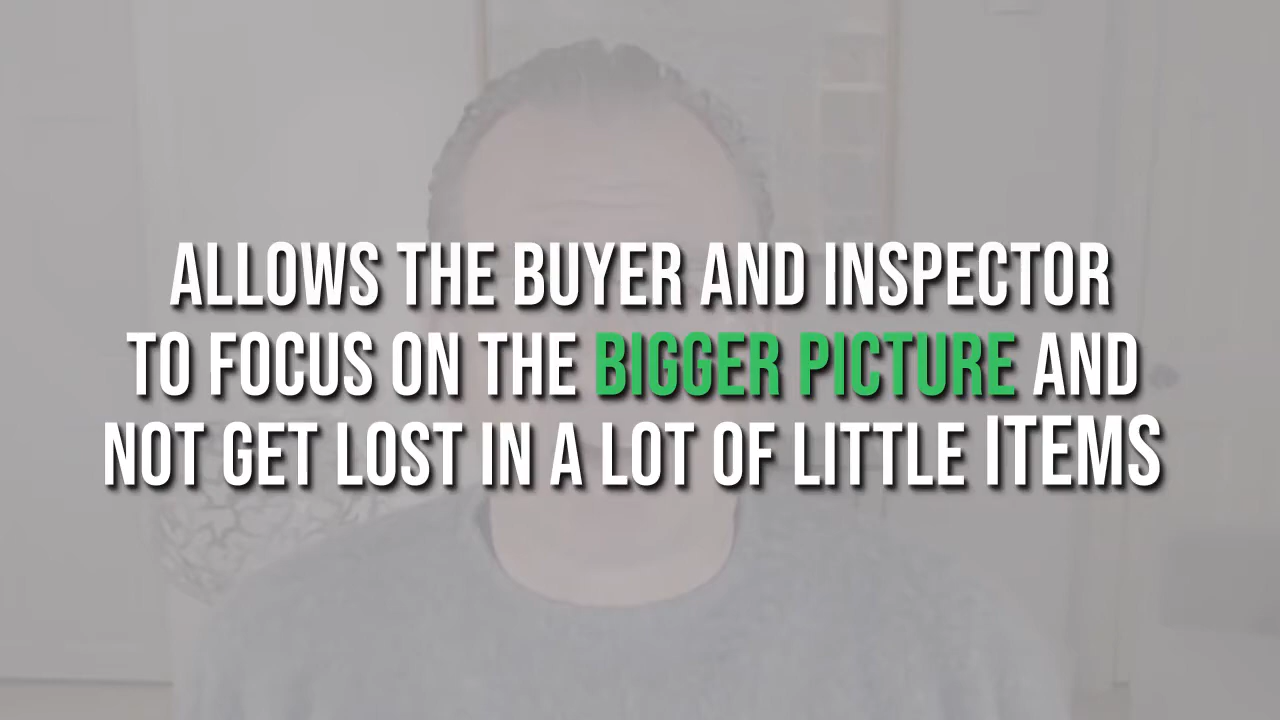 ALLOWS THE BUYER AND INSPECTOR
TO FOCUS ON THE BIGGER PICTURE AND
NOT GET LOST IN A LOT OF LITTLE ITEMS